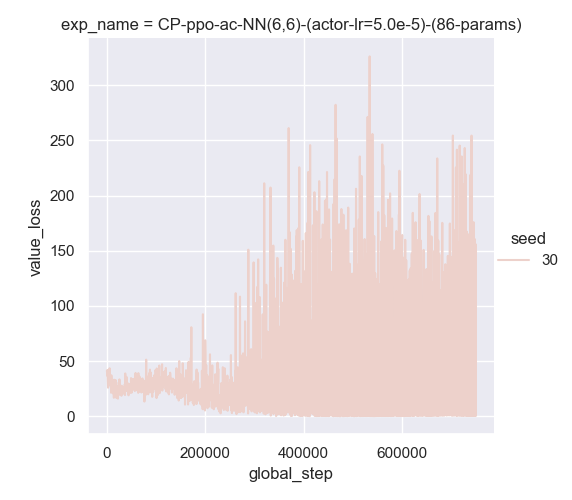 exp_name = CP-ppo-ac-NN(6,6)-(actor-lr=5.0e-5)-(86-params)
300
250
200
150
100
50
0
value_loss
0 200000 400000 600000
global_step
seed
30